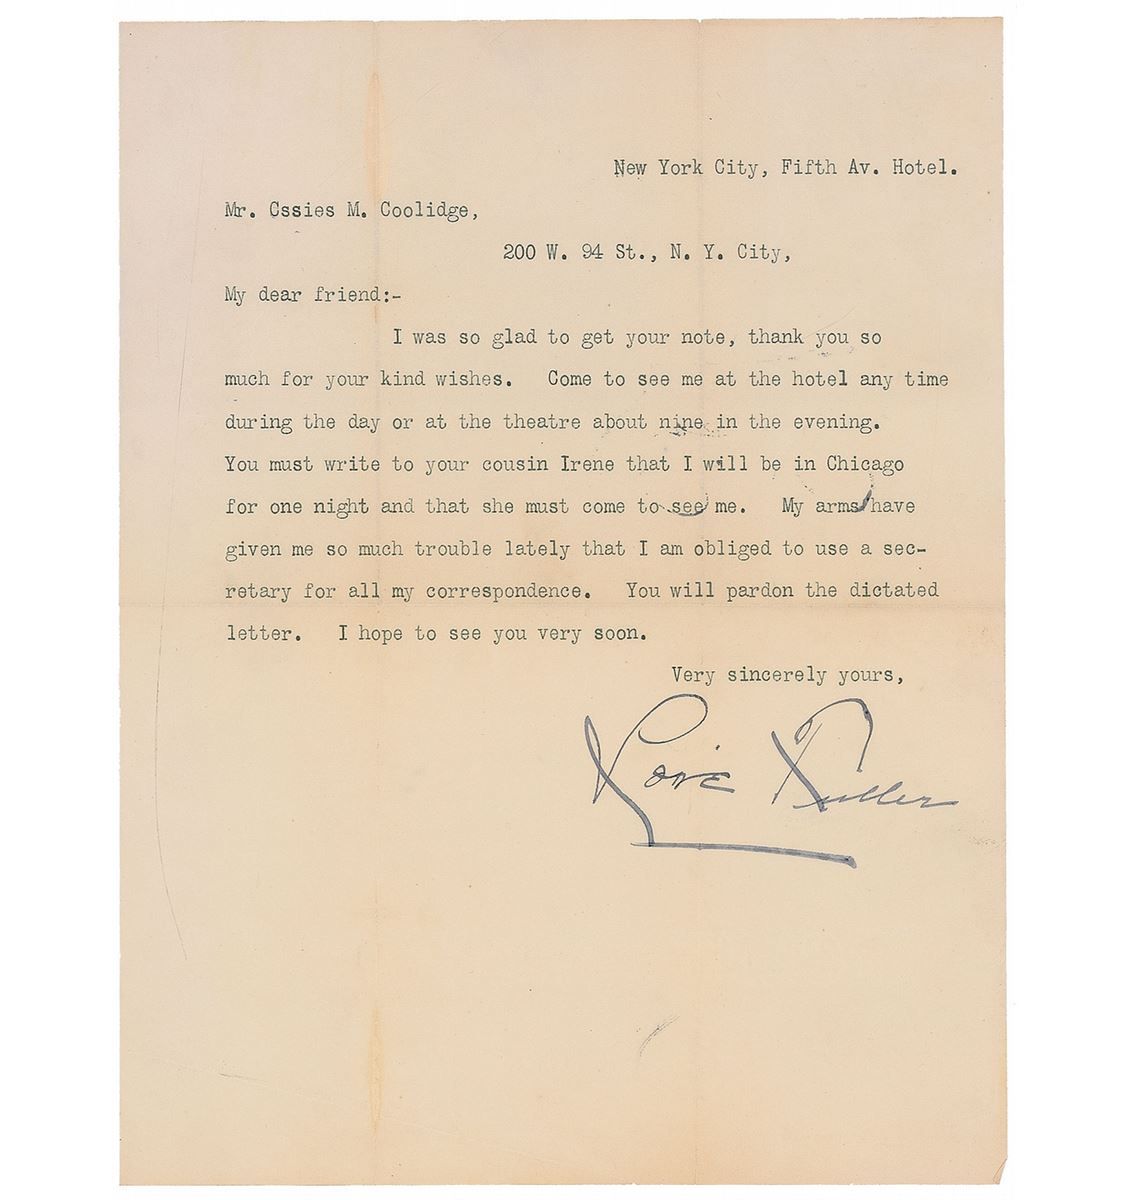 New York City, Fifth Av. Hotel.
Mr. Cssies M. Coolidge,
200 W. 94 St., N. Y. City,
My dear friend:-
I was so glad to get your note, thank you so
much for your kind wishes. Come to see me at the hotel any time
during the day or at the theatre about nine in the evening.
You must write to your cousin Irene that I will be in Chicago
for one night and that she must come to see me. My arms have
given me so much trouble lately that I am obliged to use a sec-
retary for all my correspondence. You will pardon the dictated
letter. I hope to see you very soon.
Very sincerely yours,
Loïe Fuller